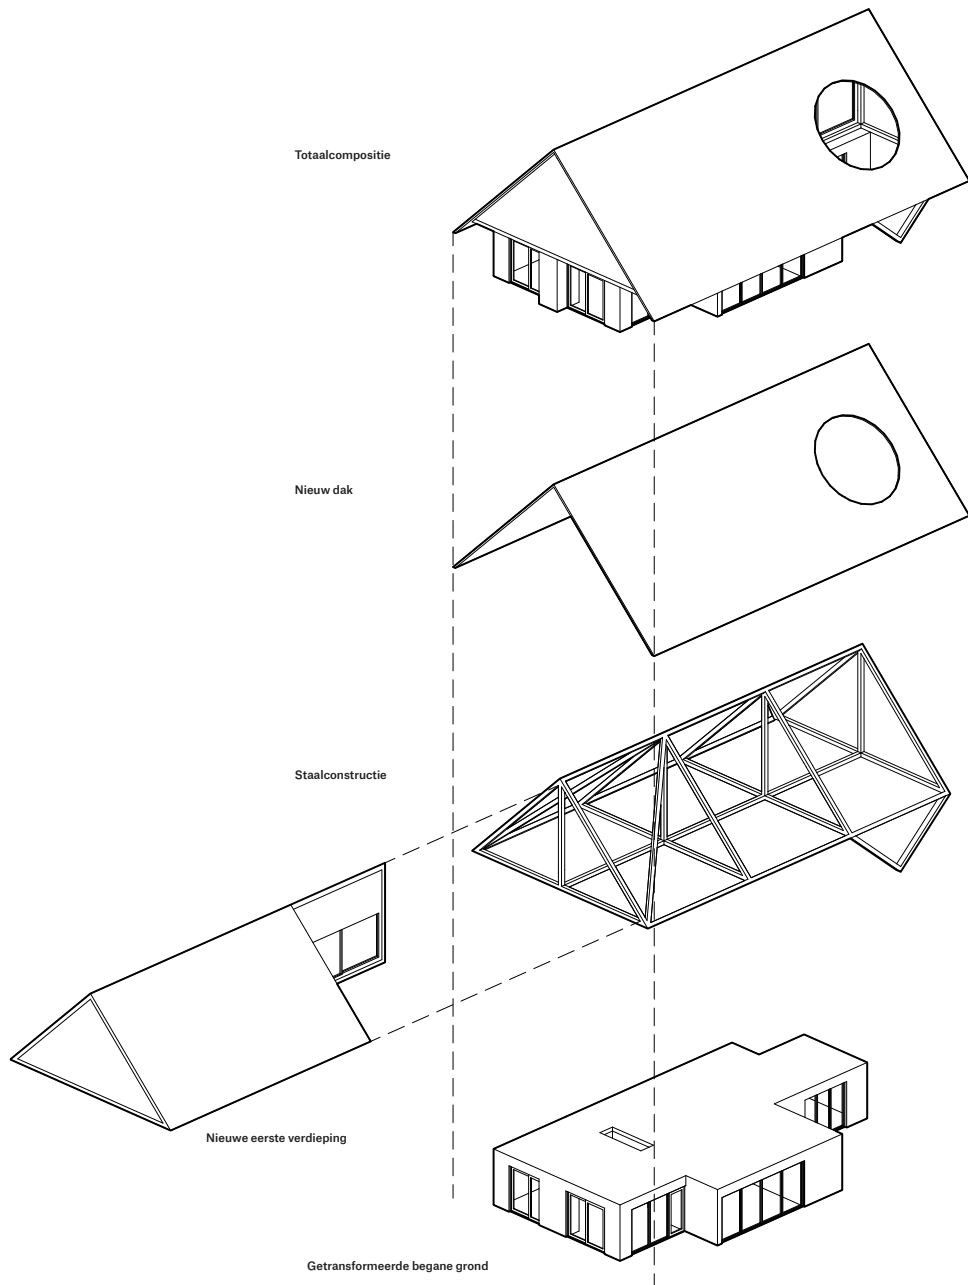 Totaalcompositie
Nieuw dak
Staalconstructie
Nieuwe eerste verdieping
Getransformeerde begane grond